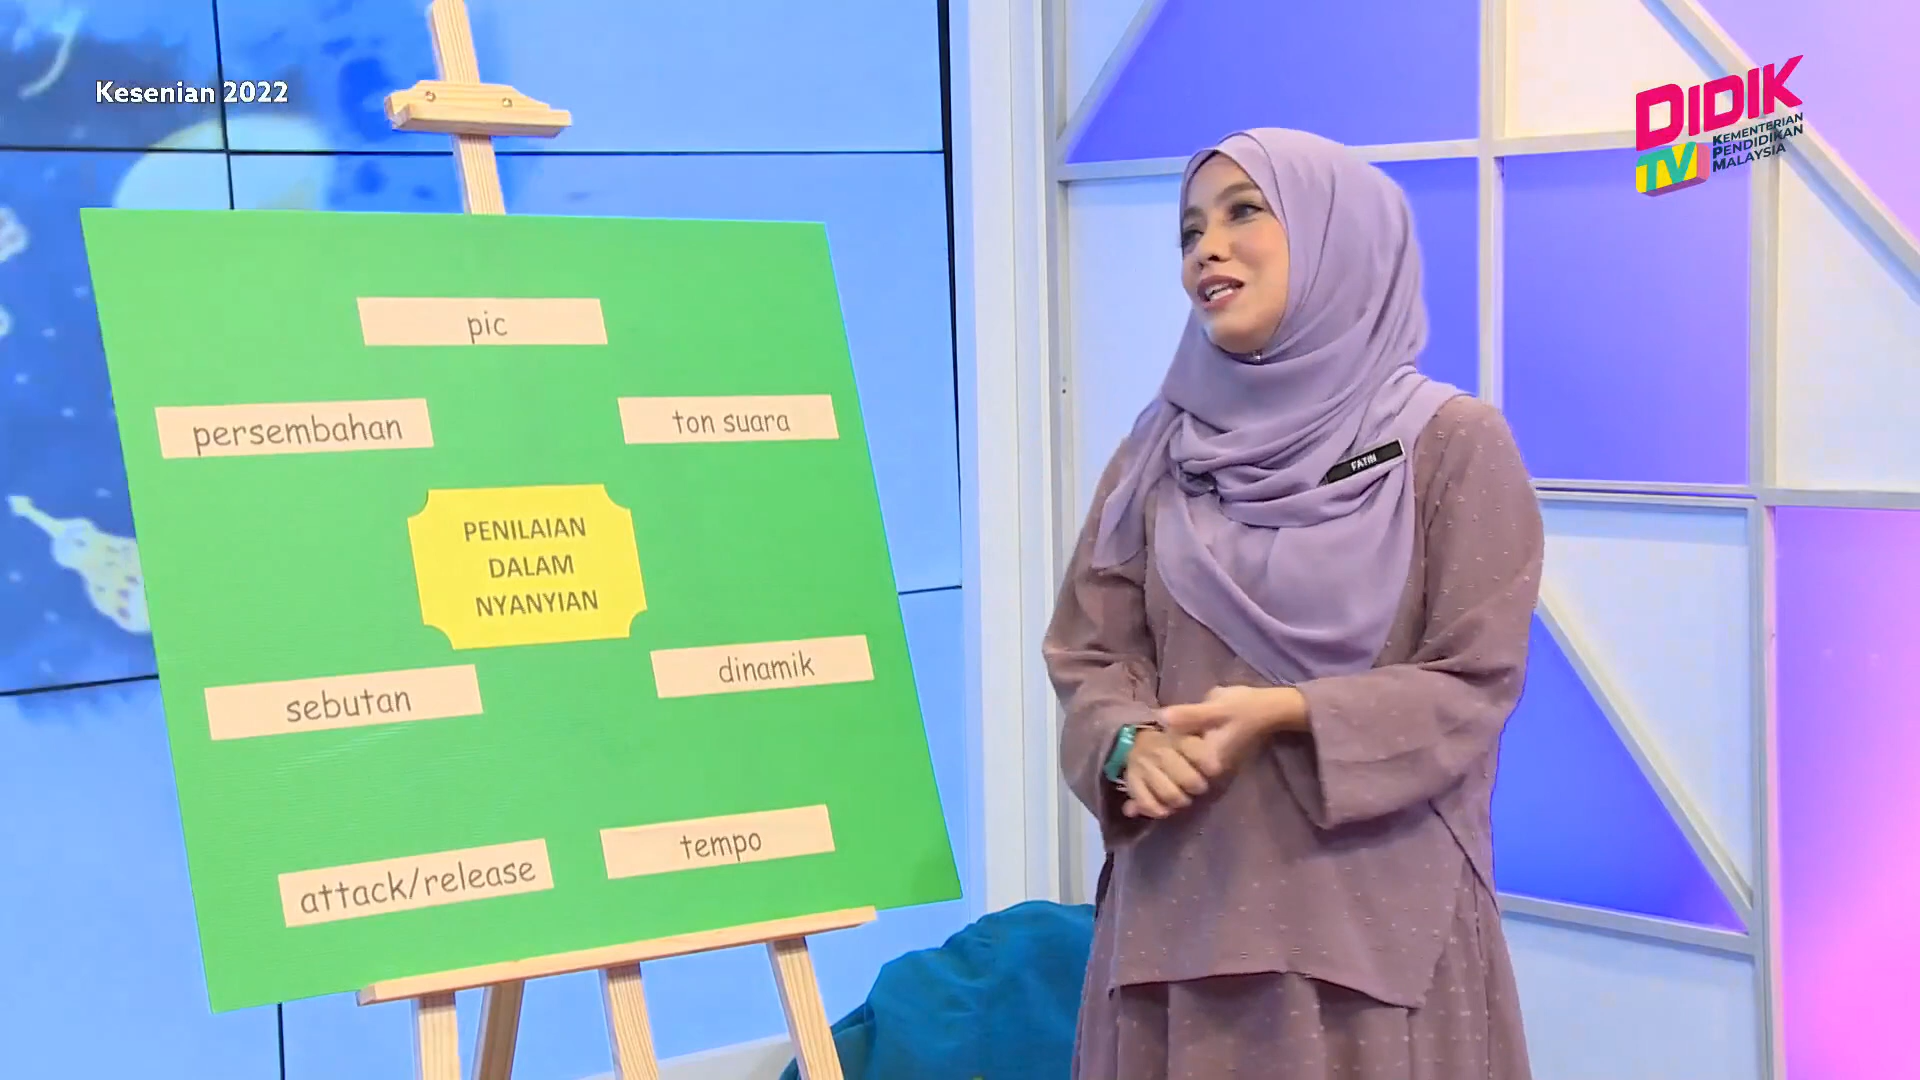 Kesenian 2022
DIDIK
TV
KEMENTERIAN
PENDIDIKAN
MALAYSIA
pic
persembahan
ton suara
PENILAIAN
DALAM
NYANYIAN
sebutan
dinamik
attack/release
tempo
FATIN